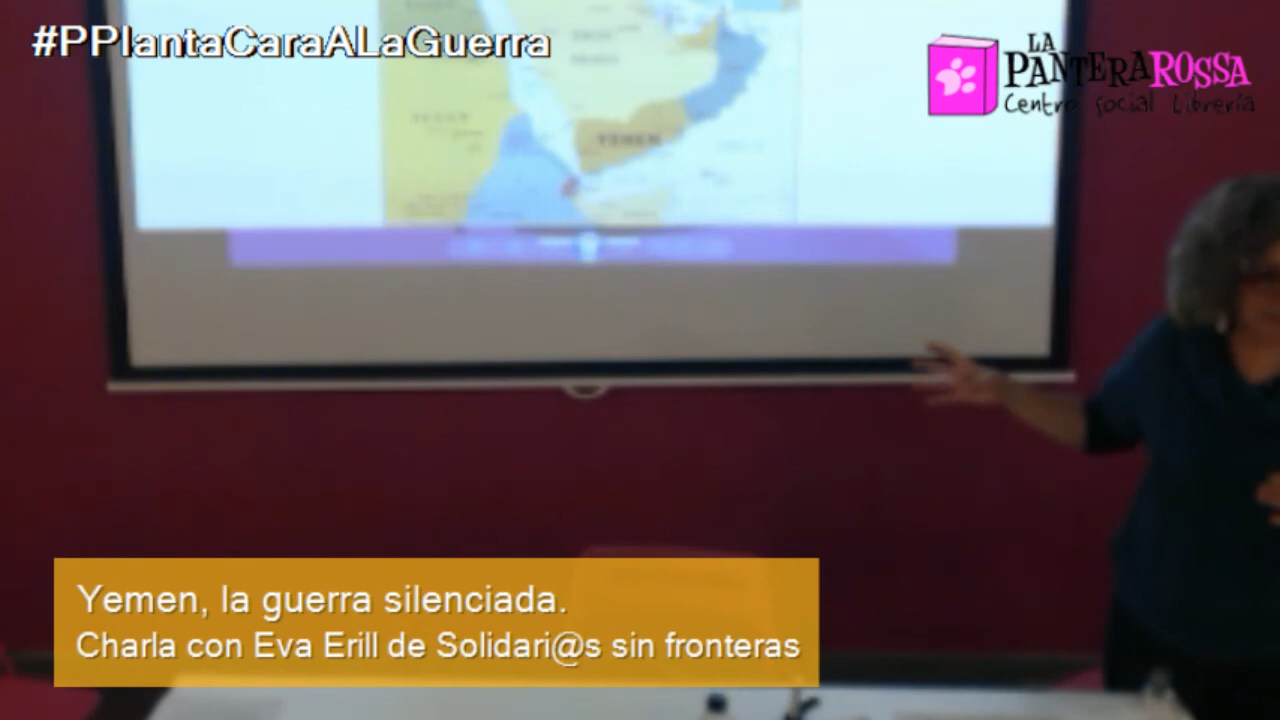 #PPlantaCaraALaGuerra
LA
PANTERA ROSSA
Centro Social Librería
YEMEN
Yemen, la guerra silenciada.
Charla con Eva Erill de Solidari@s sin fronteras